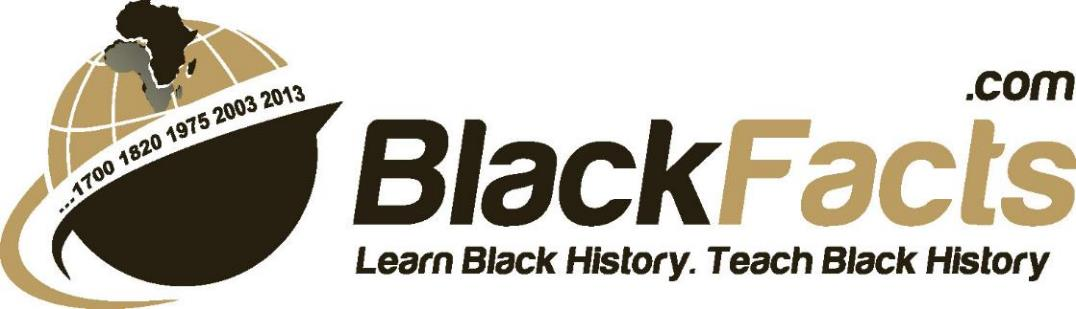 ...1700 1820 1975 2003 2013
.com
BlackFacts
Learn Black History. Teach Black History